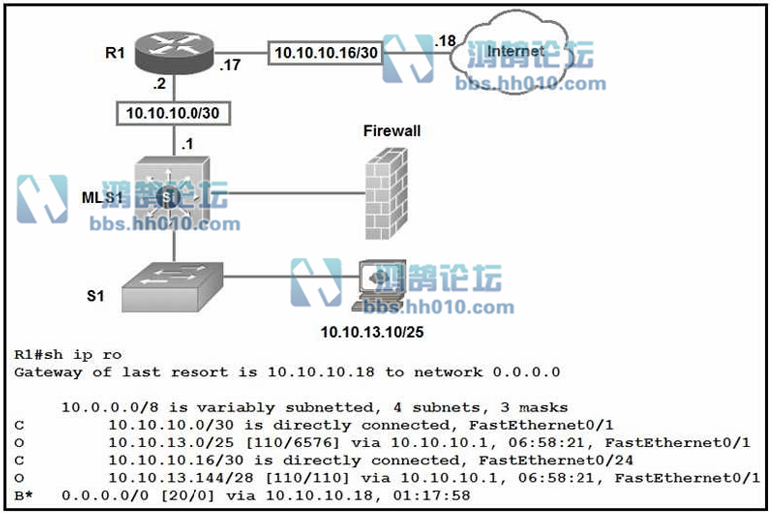 R1
.17
10.10.10.16/30
.18
Internet
鸿鹄论坛
bbs.hh010.com
.2
10.10.10.0/30
.1
Firewall
鸿鹄论坛
bbs.hh010.com
MLS1
Si
鸿鹄论坛
bbs.hh010.com
S1
10.10.13.10/25
R1#sh ip ro
Gateway of last resort is 10.10.10.18 to network 0.0.0.0
10.0.0.0/8 is variably subnetted, 4 subnets, 3 masks
C 10.10.10.0/30 is directly connected, FastEthernet0/1
O 10.10.13.0/25 [110/6576] via 10.10.10.1, 06:58:21, FastEthernet0/1
C 10.10.10.16/30 is directly connected, FastEthernet0/24
O 10.10.13.144/28 [110/110] via 10.10.10.1, 06:58:21, FastEthernet0/1
B* 0.0.0.0/0 [20/0] via 10.10.10.18, 01:17:58